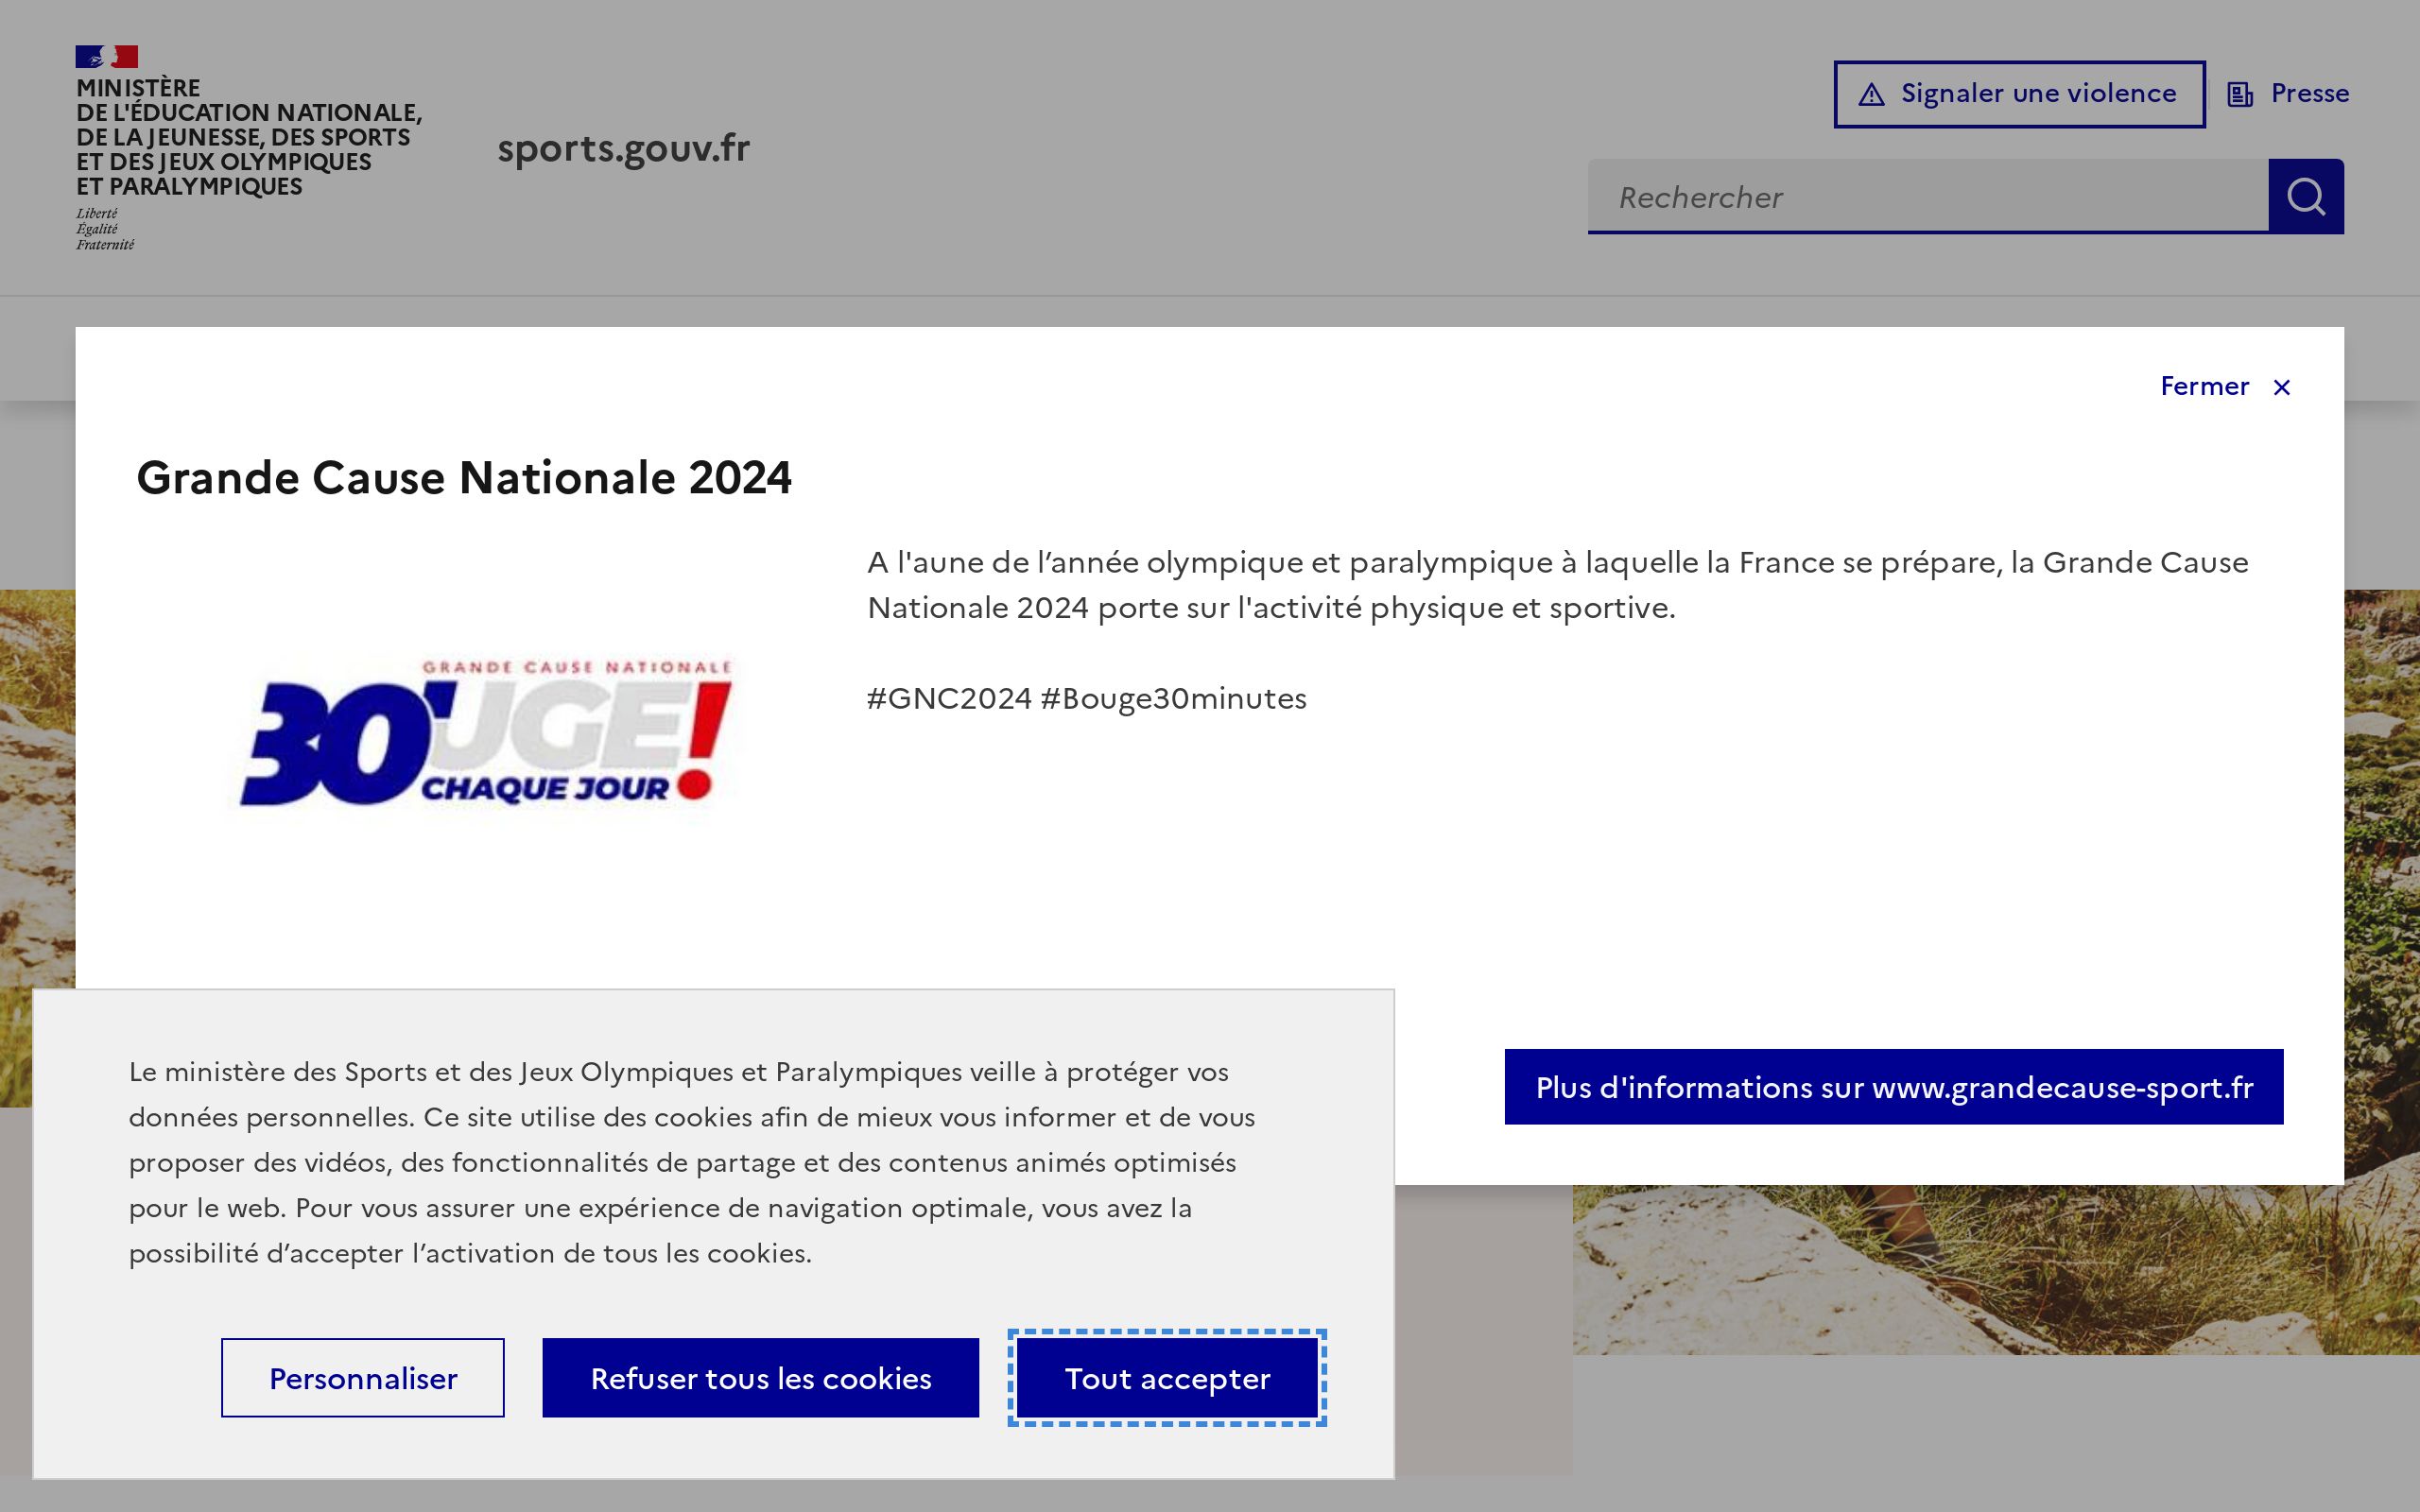 MINISTÈRE
DE L'ÉDUCATION NATIONALE,
DE LA JEUNESSE, DES SPORTS
ET DES JEUX OLYMPIQUES
ET PARALYMPIQUES
Liberté
Égalité
Fraternité
sports.gouv.fr
Signaler une violence
Presse
Rechercher
Fermer
Grande Cause Nationale 2024
A l'aune de l’année olympique et paralympique à laquelle la France se prépare, la Grande Cause
Nationale 2024 porte sur l'activité physique et sportive.
#GNC2024 #Bouge30minutes
GRANDE CAUSE NATIONALE
30'UGE!
CHAQUE JOUR
Plus d'informations sur www.grandecause-sport.fr
Le ministère des Sports et des Jeux Olympiques et Paralympiques veille à protéger vos
données personnelles. Ce site utilise des cookies afin de mieux vous informer et de vous
proposer des vidéos, des fonctionnalités de partage et des contenus animés optimisés
pour le web. Pour vous assurer une expérience de navigation optimale, vous avez la
possibilité d’accepter l’activation de tous les cookies.
Personnaliser
Refuser tous les cookies
Tout accepter